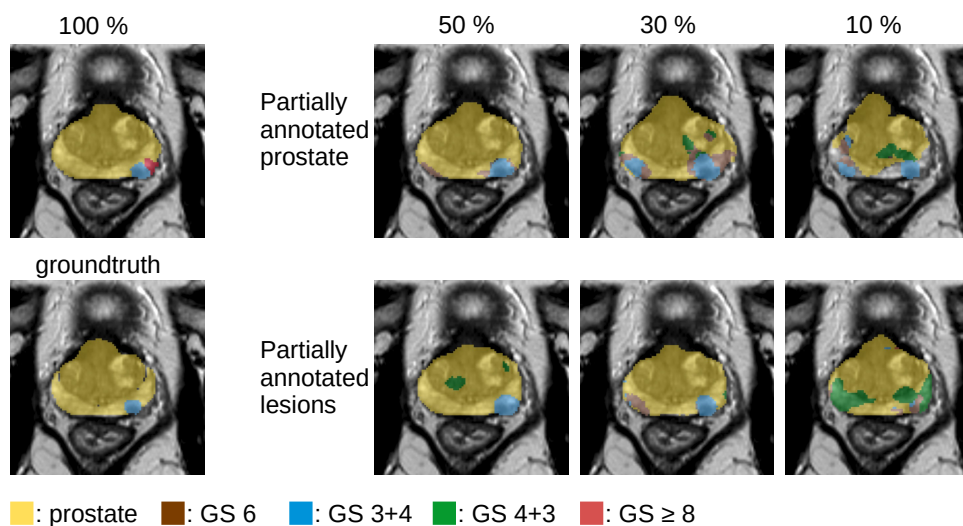 100 %
50 %
30 %
10 %
Partially
annotated
prostate
groundtruth
Partially
annotated
lesions
: prostate : GS 6 : GS 3+4 : GS 4+3 : GS ≥ 8